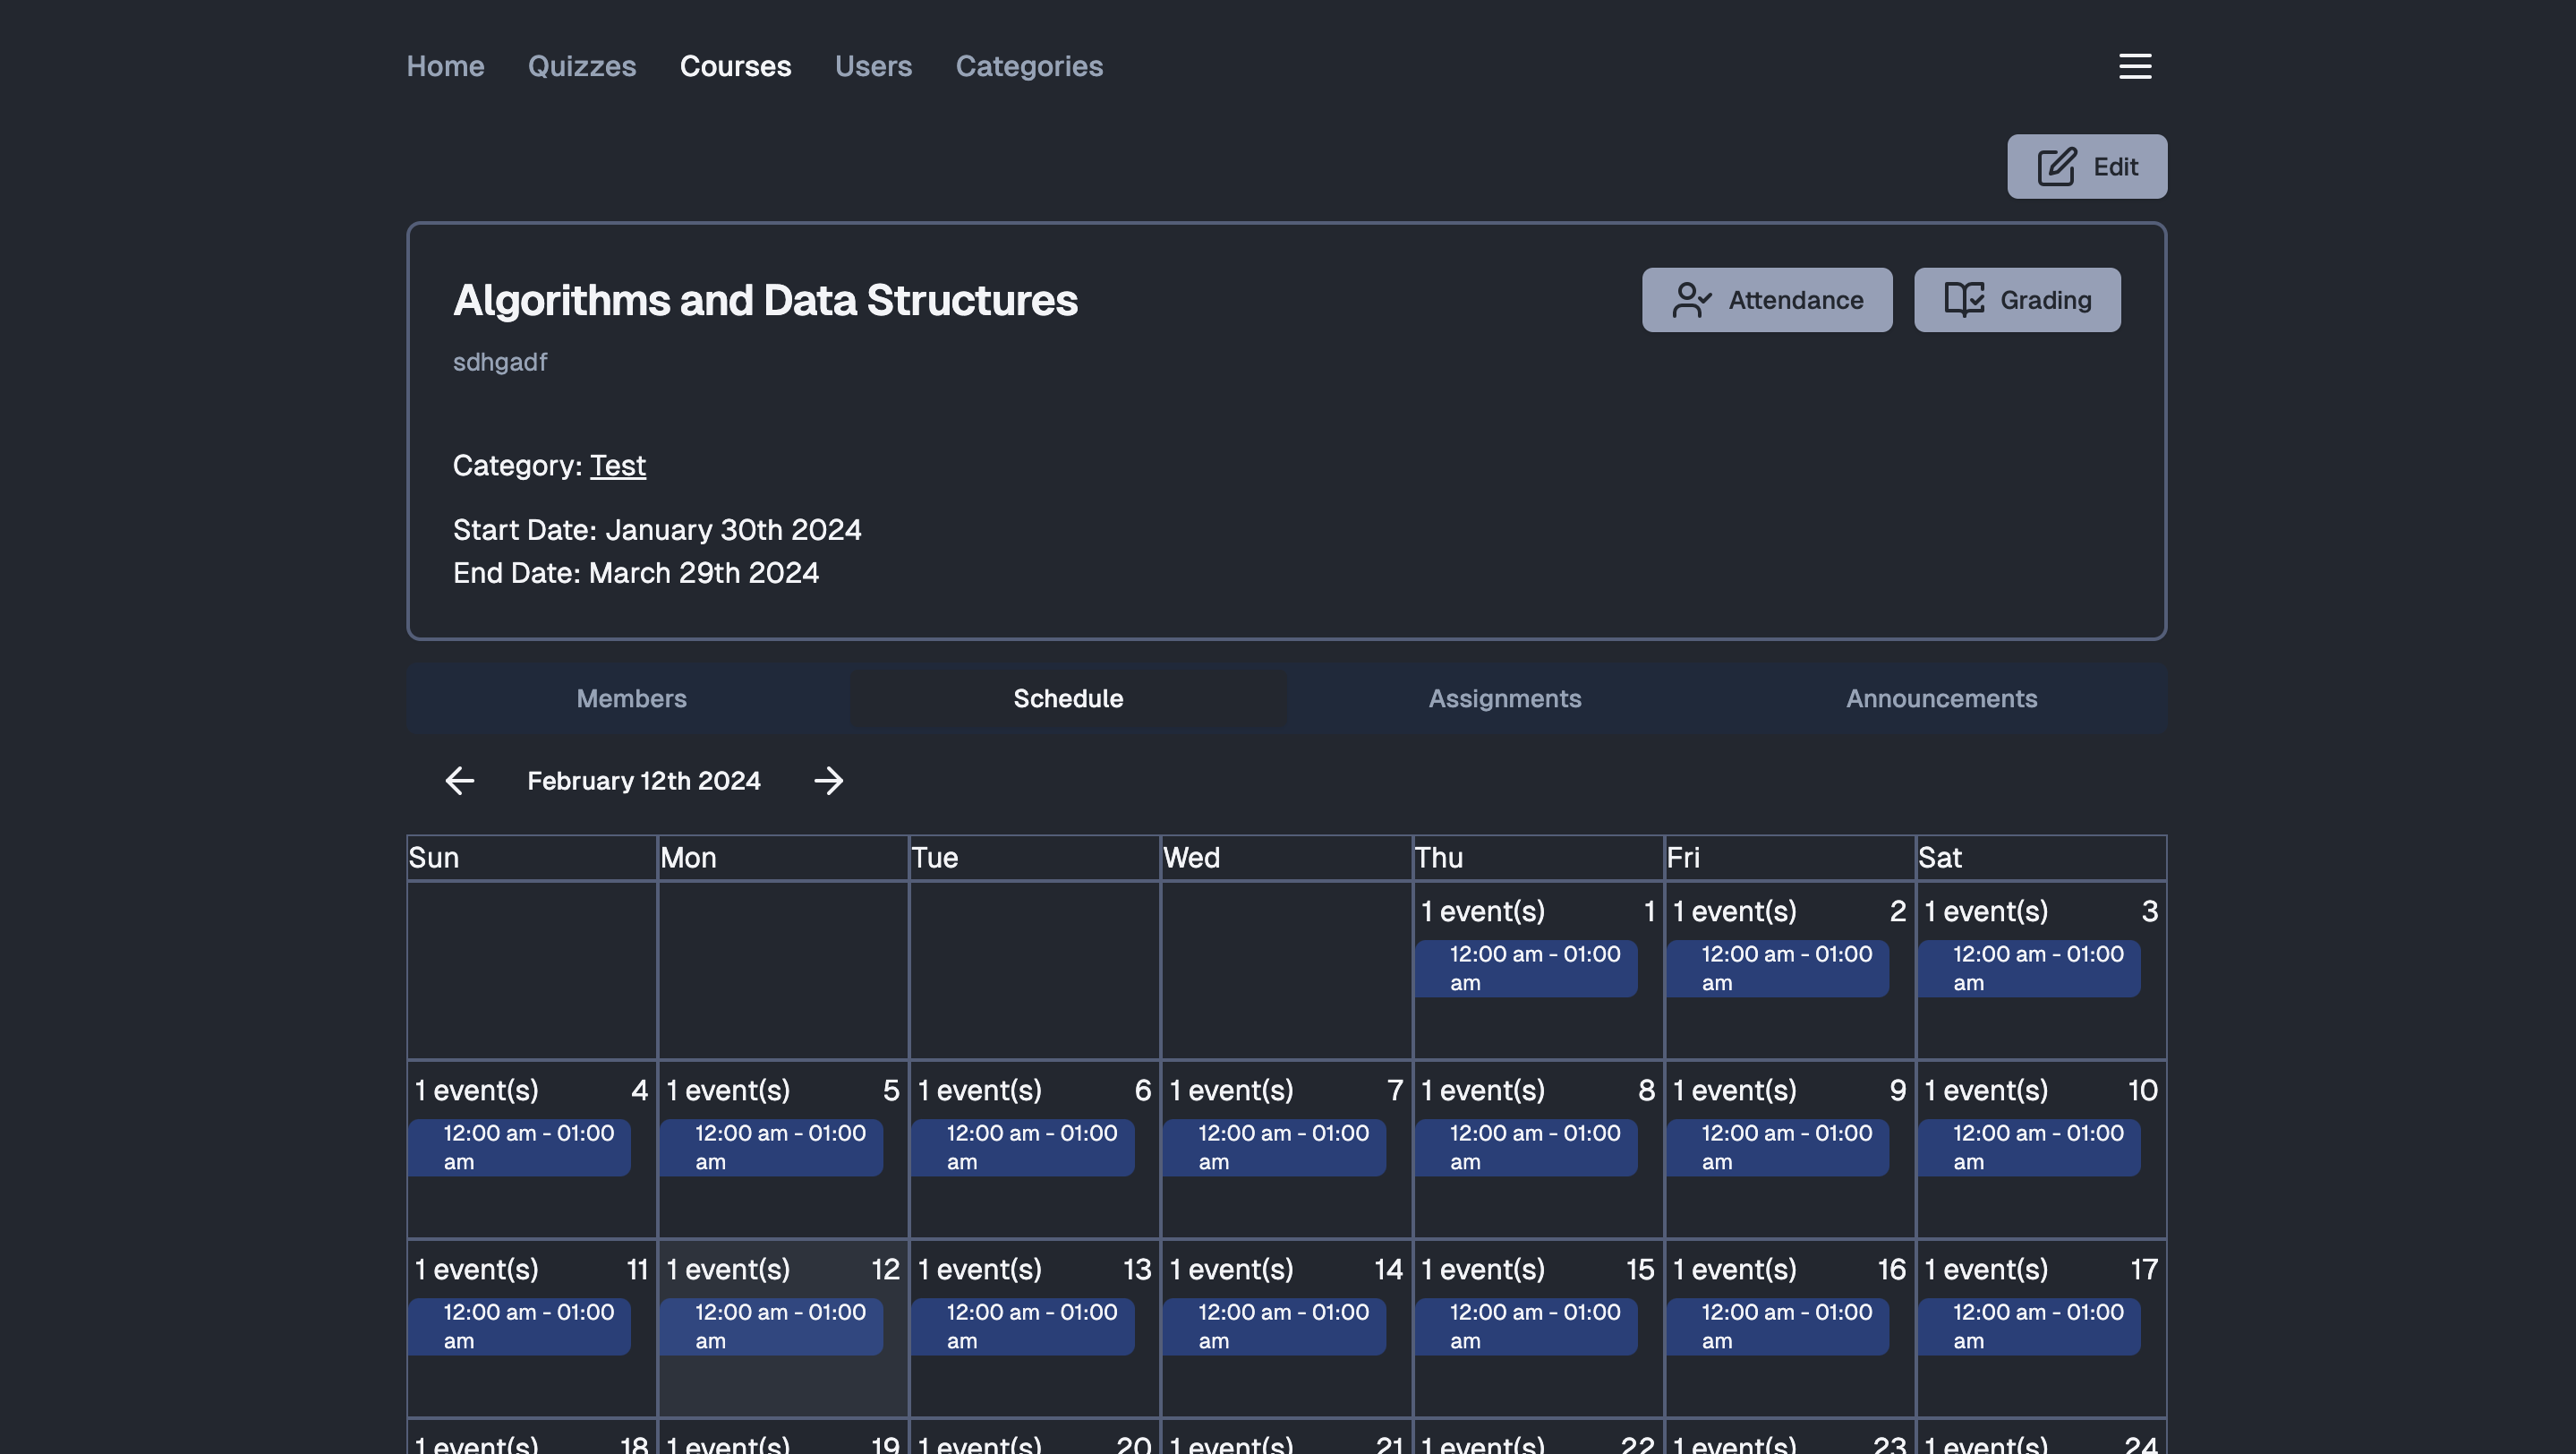 Home Quizzes Courses Users Categories
Edit
Algorithms and Data Structures
Attendance Grading
sdhgadf
Category: Test
Start Date: January 30th 2024
End Date: March 29th 2024
Members Schedule Assignments Announcements
February 12th 2024
Sun Mon Tue Wed Thu Fri Sat
1 event(s) 1 1 event(s) 2 1 event(s) 3
12:00 am - 01:00 12:00 am - 01:00 12:00 am - 01:00
am am am
1 event(s) 4 1 event(s) 5 1 event(s) 6 1 event(s) 7 1 event(s) 8 1 event(s) 9 1 event(s) 10
12:00 am - 01:00 12:00 am - 01:00 12:00 am - 01:00 12:00 am - 01:00 12:00 am - 01:00 12:00 am - 01:00 12:00 am - 01:00
am am am am am am am
1 event(s) 11 1 event(s) 12 1 event(s) 13 1 event(s) 14 1 event(s) 15 1 event(s) 16 1 event(s) 17
12:00 am - 01:00 12:00 am - 01:00 12:00 am - 01:00 12:00 am - 01:00 12:00 am - 01:00 12:00 am - 01:00 12:00 am - 01:00
am am am am am am am
1 event(s) 18 1 event(s) 19 1 event(s) 20 1 event(s) 21 1 event(s) 22 1 event(s) 23 1 event(s) 24